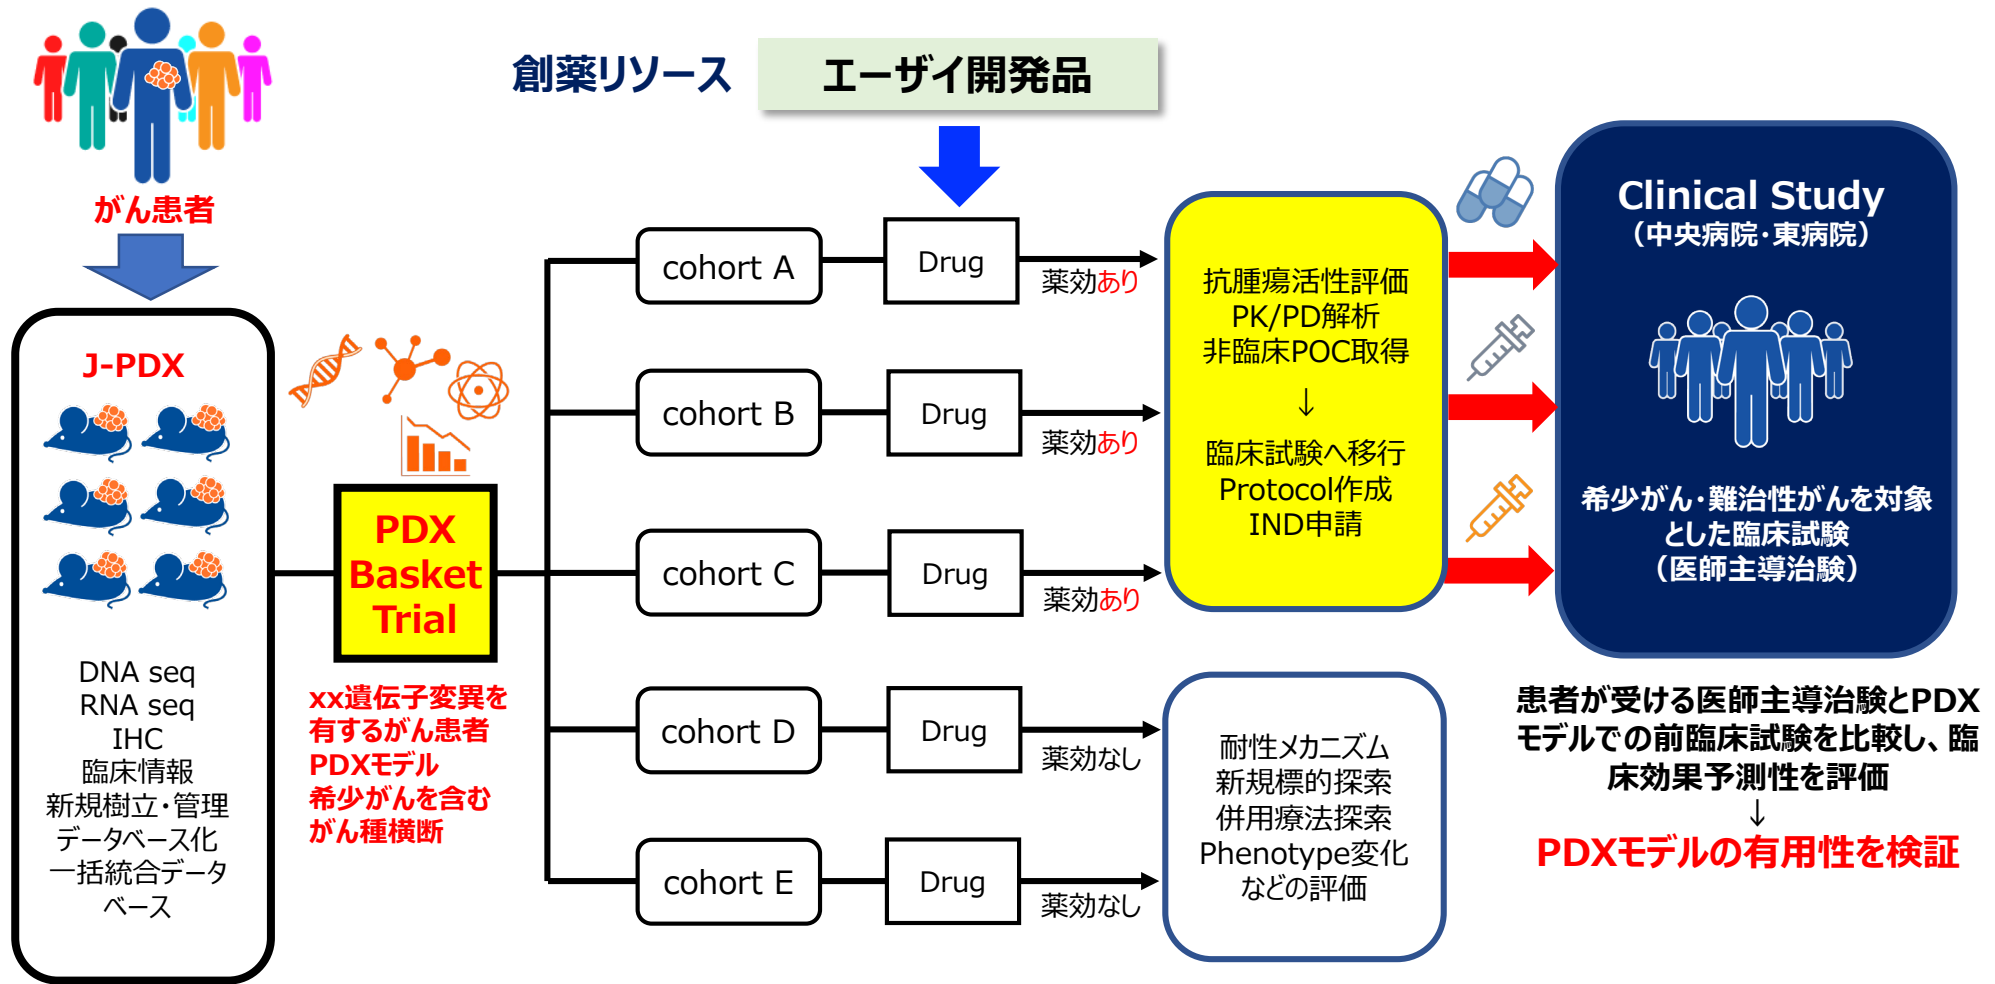 がん患者
J-PDX
DNA seq
RNA seq
IHC
臨床情報
新規樹立・管理
データベース化
一括統合データ
ベース
PDX
Basket
Trial
xx遺伝子変異を
有するがん患者
PDXモデル
希少がんを含む
がん種横断
創薬リソース
エーザイ開発品
cohort A
Drug
薬効あり
cohort B
Drug
薬効あり
cohort C
Drug
薬効あり
cohort D
Drug
薬効なし
cohort E
Drug
薬効なし
抗腫瘍活性評価
PK/PD解析
非臨床POC取得
↓
臨床試験へ移行
Protocol作成
IND申請
耐性メカニズム
新規標的探索
併用療法探索
Phenotype変化
などの評価
Clinical Study
（中央病院・東病院）
希少がん・難治性がんを対象
とした臨床試験
（医師主導治験）
患者が受ける医師主導治験とPDX
モデルでの前臨床試験を比較し、臨
床効果予測性を評価
↓
PDXモデルの有用性を検証